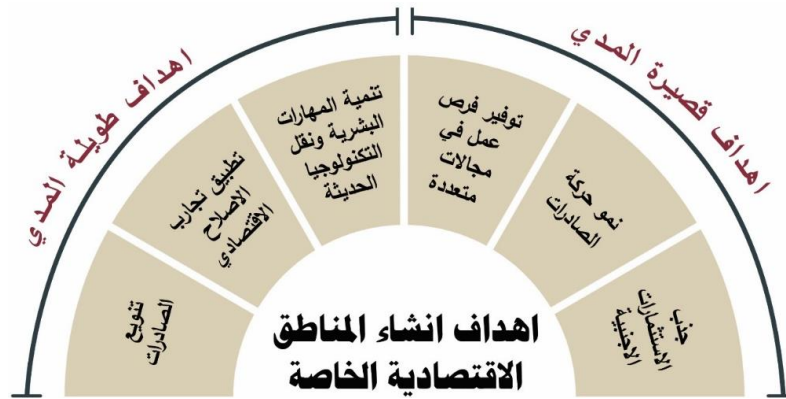 اهداف قصيرة المدي
جذب
الاستثمارات
الاجنبية
نمو حركة
الصادرات
توفير فرص
عمل في
مجالات
متعددة
اهداف طويلة المدي
تنمية المهارات
البشرية ونقل
التكنولوجيا
الحديثة
تطبيق تجارب
الاصلاح
الاقتصادي
تنويع
الصادرات
اهداف انشاء المناطق
الاقتصادية الخاصة